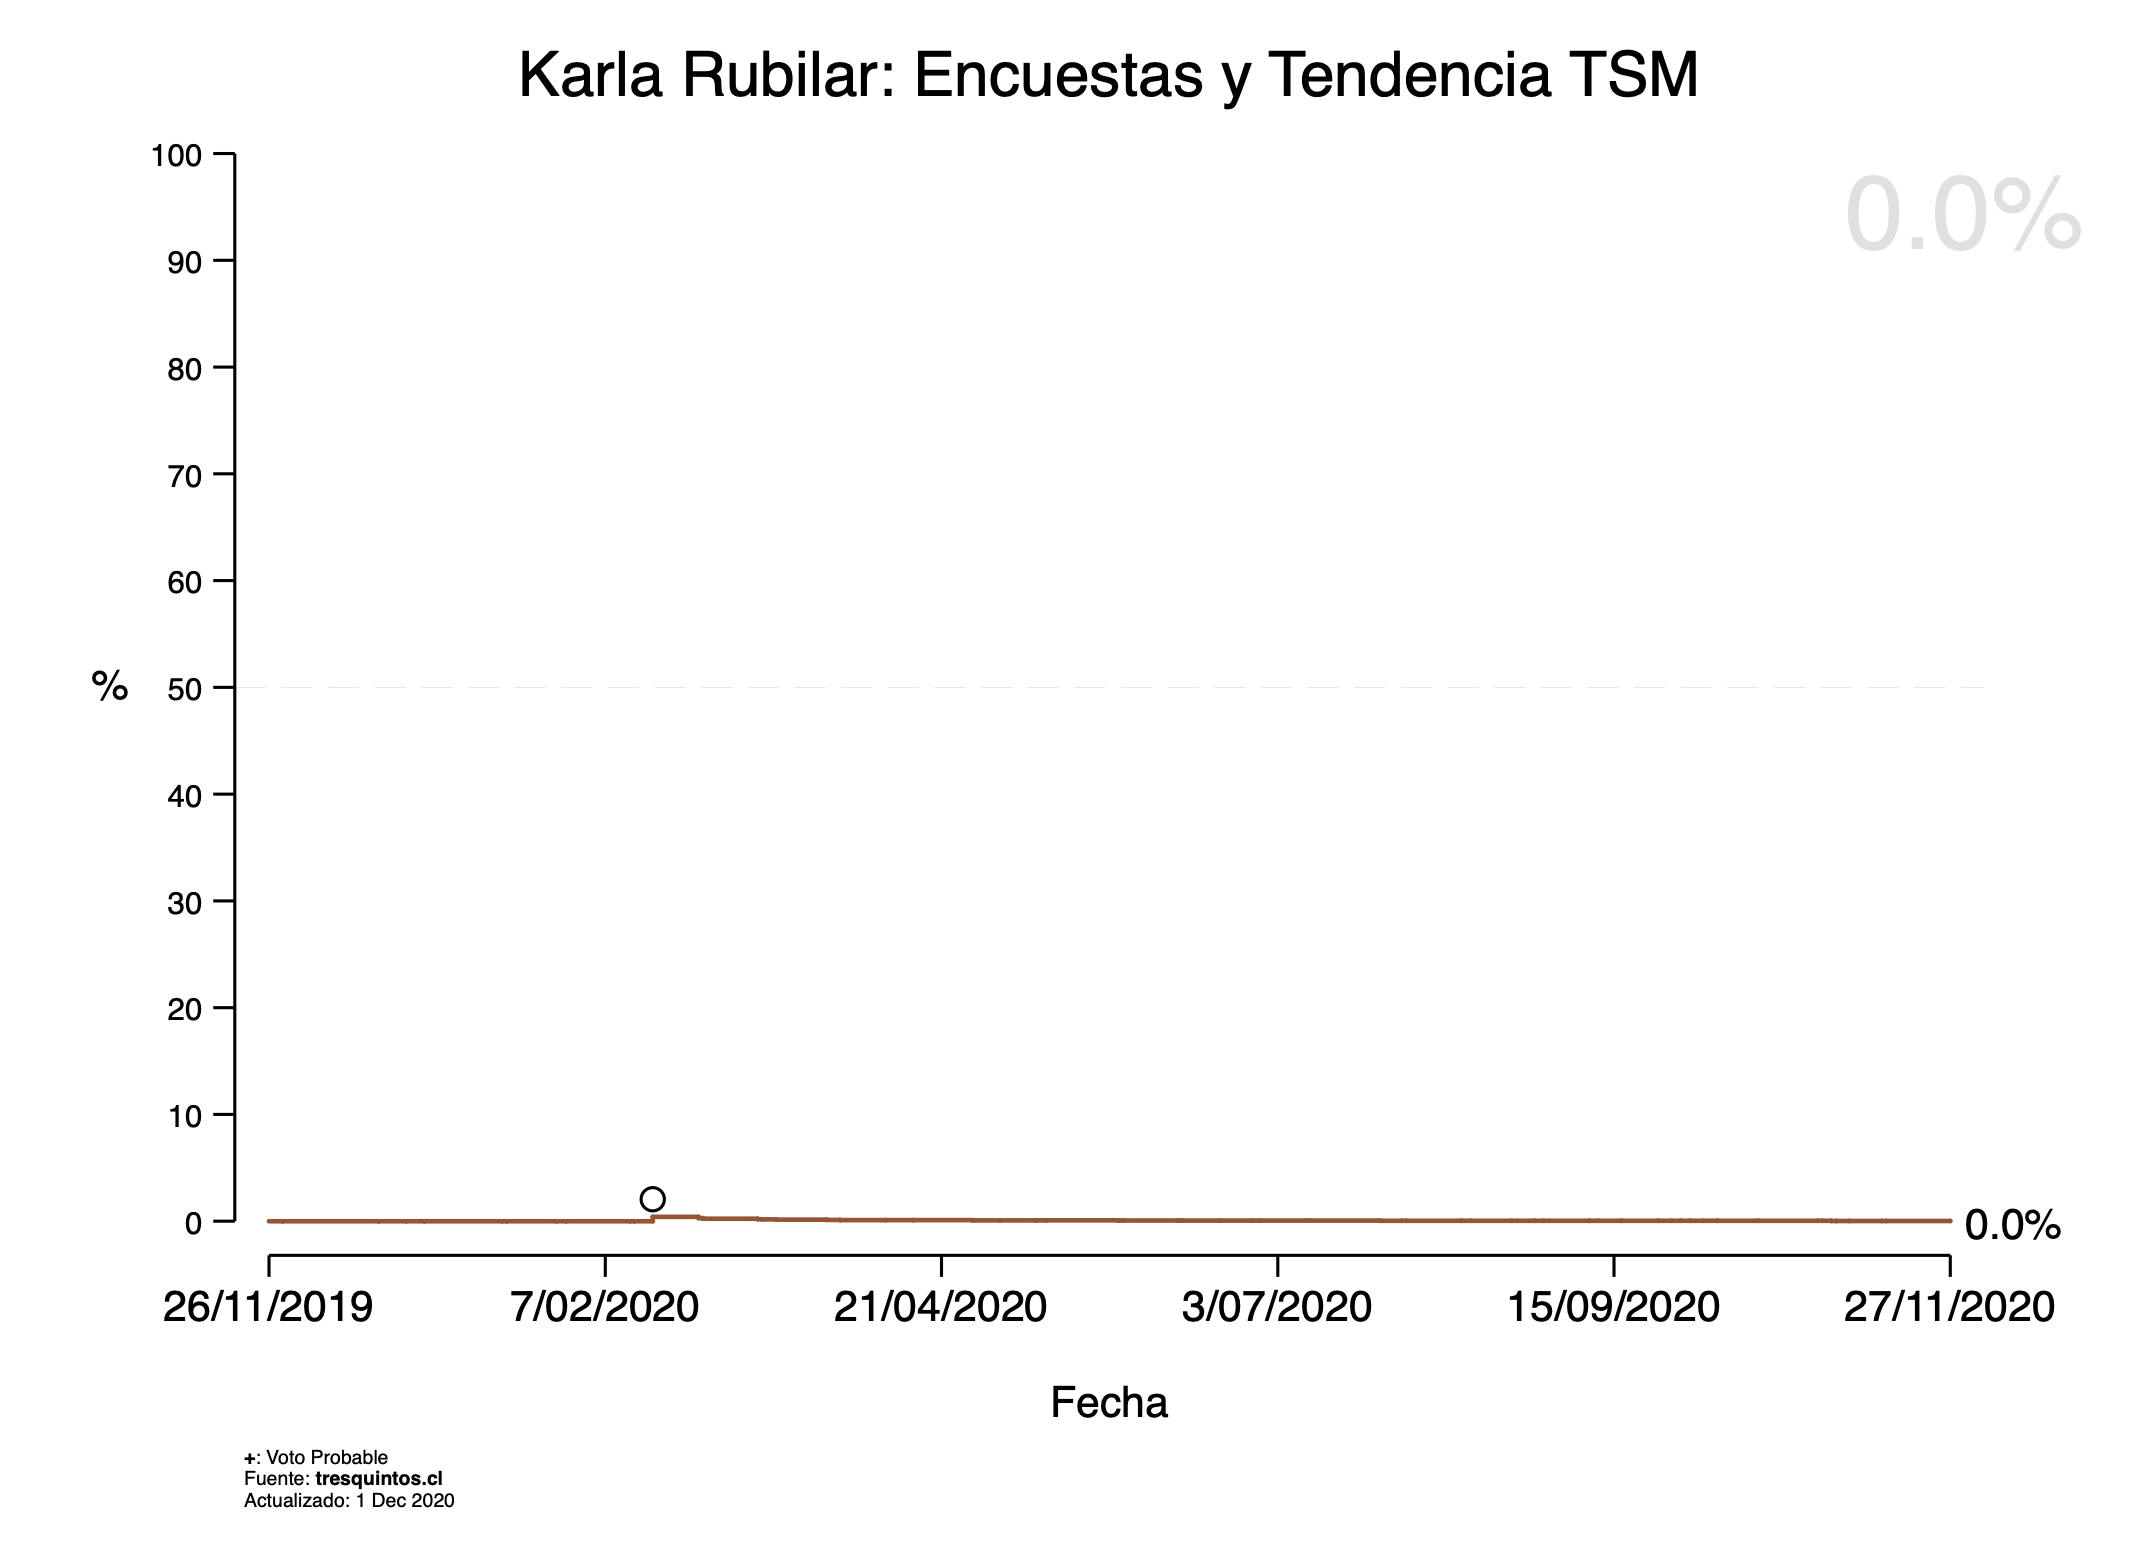 Karla Rubilar: Encuestas y Tendencia TSM
100
0.0%
90
80
70
60
% 50
40
30
20
10
0
0.0%
26/11/2019 7/02/2020 21/04/2020 3/07/2020 15/09/2020 27/11/2020
Fecha
+: Voto Probable
Fuente: tresquintos.cl
Actualizado: 1 Dec 2020